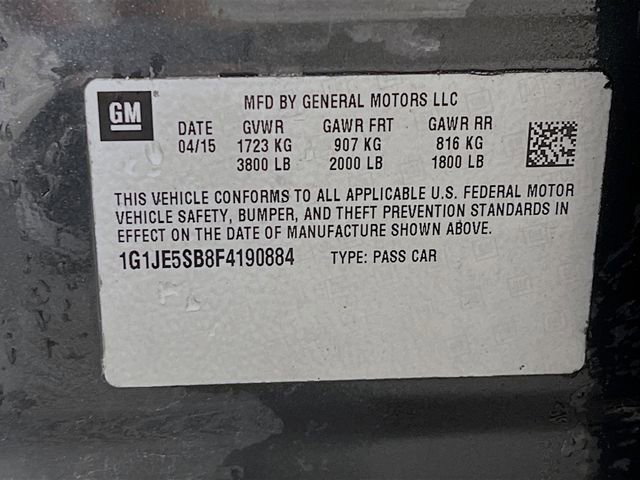 GM
MFD BY GENERAL MOTORS LLC
DATE GVWR GAWR FRT GAWR RR
04/15 1723 KG 907 KG 816 KG
3800 LB 2000 LB 1800 LB
THIS VEHICLE CONFORMS TO ALL APPLICABLE U.S. FEDERAL MOTOR
VEHICLE SAFETY, BUMPER, AND THEFT PREVENTION STANDARDS IN
EFFECT ON THE DATE OF MANUFACTURE SHOWN ABOVE.
1G1JE5SB8F4190884 TYPE: PASS CAR